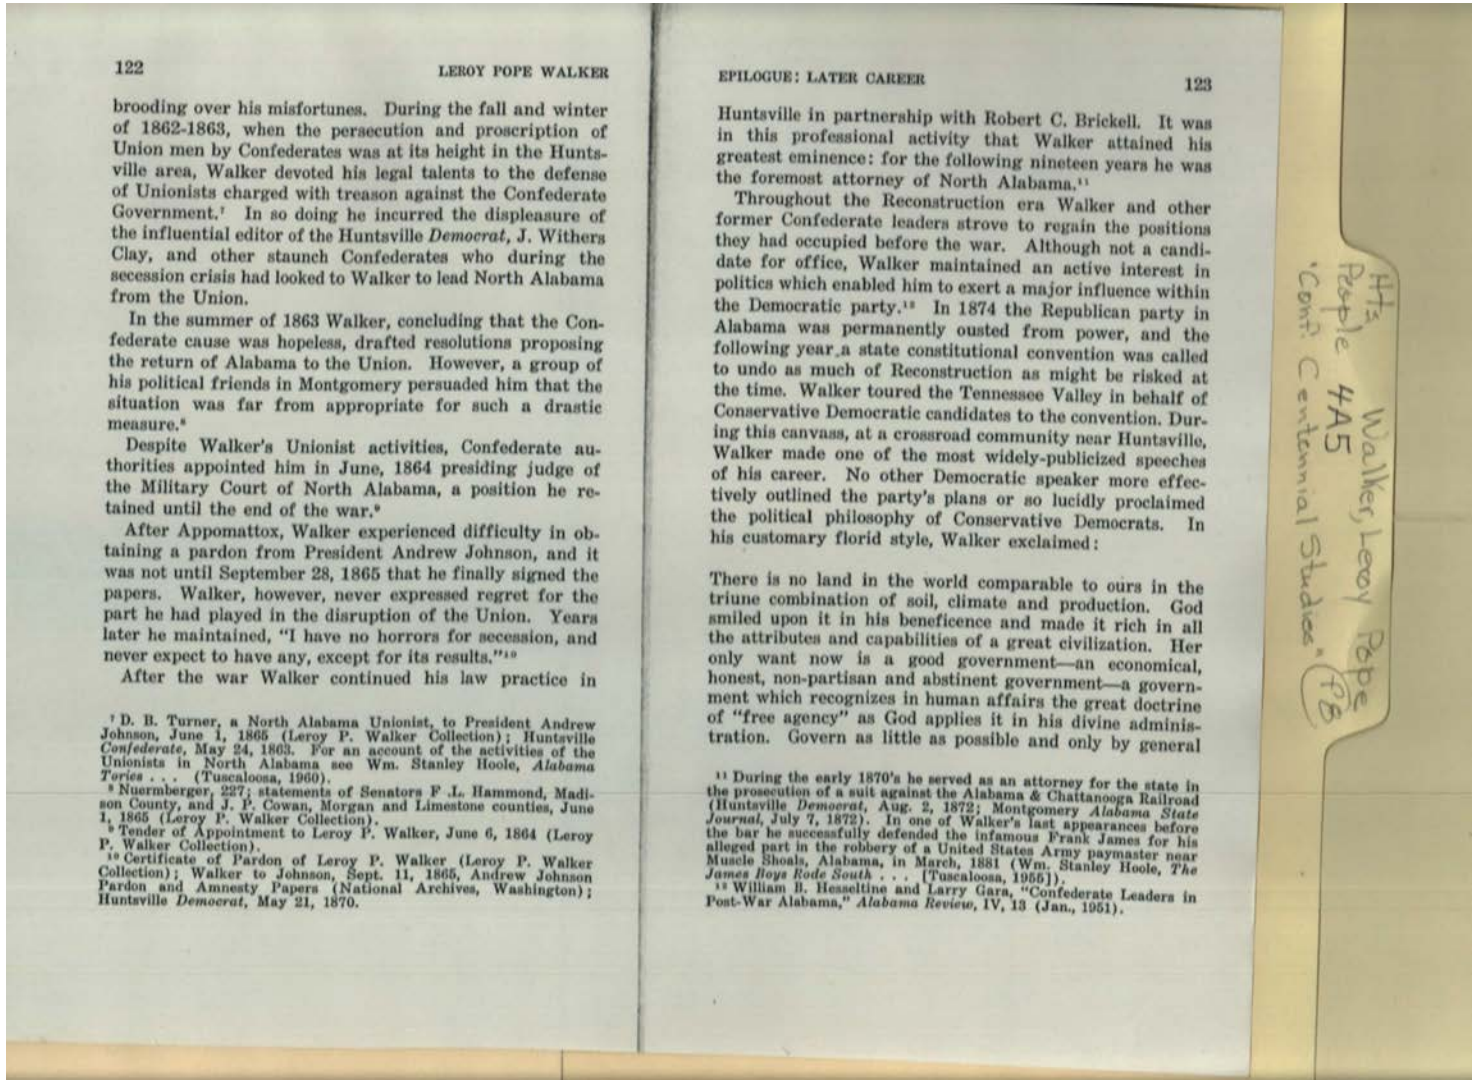 122
LEROY POPE WALKER
brooding over his misfortunes. During the fall and winter
of 1862-1863, when the persecution and proscription of
Union men by Confederates was at its height in the Hunts-
ville area, Walker devoted his legal talents to the defense
of Unionists charged with treason against the Confederate
Government.⁷ In so doing he incurred the displeasure of
the influential editor of the Huntsville Democrat, J. Withers
Clay, and other staunch Confederates who during the
secession crisis had looked to Walker to lead North Alabama
from the Union.
In the summer of 1863 Walker, concluding that the Con-
federate cause was hopeless, drafted resolutions proposing
the return of Alabama to the Union. However, a group of
his political friends in Montgomery persuaded him that the
situation was far from appropriate for such a drastic
measure.⁸
Despite Walker's Unionist activities, Confederate au-
thorities appointed him in June, 1864 presiding judge of
the Military Court of North Alabama, a position he re-
tained until the end of the war.⁹
After Appomattox, Walker experienced difficulty in ob-
taining a pardon from President Andrew Johnson, and it
was not until September 28, 1865 that he finally signed the
papers. Walker, however, never expressed regret for the
part he had played in the disruption of the Union. Years
later he maintained, "I have no horrors for secession, and
never expect to have any, except for its results."¹⁰
After the war Walker continued his law practice in
⁷ D. B. Turner, a North Alabama Unionist, to President Andrew
Johnson, June 1, 1865 (Leroy P. Walker Collection); Huntsville
Confederate, May 24, 1863. For an account of the activities of the
Unionists in North Alabama see Wm. Stanley Hoole, Alabama
Tories . . . (Tuscaloosa, 1960).
⁸ Nuermberger, 227; statements of Senators F .L. Hammond, Madi-
son County, and J. P. Cowan, Morgan and Limestone counties, June
1, 1865 (Leroy P. Walker Collection).
⁹ Tender of Appointment to Leroy P. Walker, June 6, 1864 (Leroy
P. Walker Collection).
¹⁰ Certificate of Pardon of Leroy P. Walker (Leroy P. Walker
Collection); Walker to Johnson, Sept. 11, 1865, Andrew Johnson
Pardon and Amnesty Papers (National Archives, Washington);
Huntsville Democrat, May 21, 1870.
EPILOGUE: LATER CAREER
123
Huntsville in partnership with Robert C. Brickell. It was
in this professional activity that Walker attained his
greatest eminence: for the following nineteen years he was
the foremost attorney of North Alabama.¹¹
Throughout the Reconstruction era Walker and other
former Confederate leaders strove to regain the positions
they had occupied before the war. Although not a candi-
date for office, Walker maintained an active interest in
politics which enabled him to exert a major influence within
the Democratic party.¹² In 1874 the Republican party in
Alabama was permanently ousted from power, and the
following year a state constitutional convention was called
to undo as much of Reconstruction as might be risked at
the time. Walker toured the Tennessee Valley in behalf of
Conservative Democratic candidates to the convention. Dur-
ing this canvass, at a crossroad community near Huntsville,
Walker made one of the most widely-publicized speeches
of his career. No other Democratic speaker more effec-
tively outlined the party's plans or so lucidly proclaimed
the political philosophy of Conservative Democrats. In
his customary florid style, Walker exclaimed:
There is no land in the world comparable to ours in the
triune combination of soil, climate and production. God
smiled upon it in his beneficence and made it rich in all
the attributes and capabilities of a great civilization. Her
only want now is a good government—an economical,
honest, non-partisan and abstinent government—a govern-
ment which recognizes in human affairs the great doctrine
of "free agency" as God applies it in his divine adminis-
tration. Govern as little as possible and only by general
¹¹ During the early 1870's he served as an attorney for the state in
the prosecution of a suit against the Alabama & Chattanooga Railroad
(Huntsville Democrat, Aug. 2, 1872; Montgomery Alabama State
Journal, July 7, 1872). In one of Walker's last appearances before
the bar he successfully defended the infamous Frank James for his
alleged part in the robbery of a United States Army paymaster near
Muscle Shoals, Alabama, in March, 1881 (Wm. Stanley Hoole, The
James Boys Rode South . . . [Tuscaloosa, 1955]).
¹² William B. Hesseltine and Larry Gara, "Confederate Leaders in
Post-War Alabama," Alabama Review, IV, 13 (Jan., 1951).
Hts Walker, Leroy Pope
People 4A5
"Conf. Centennial Studies" P8